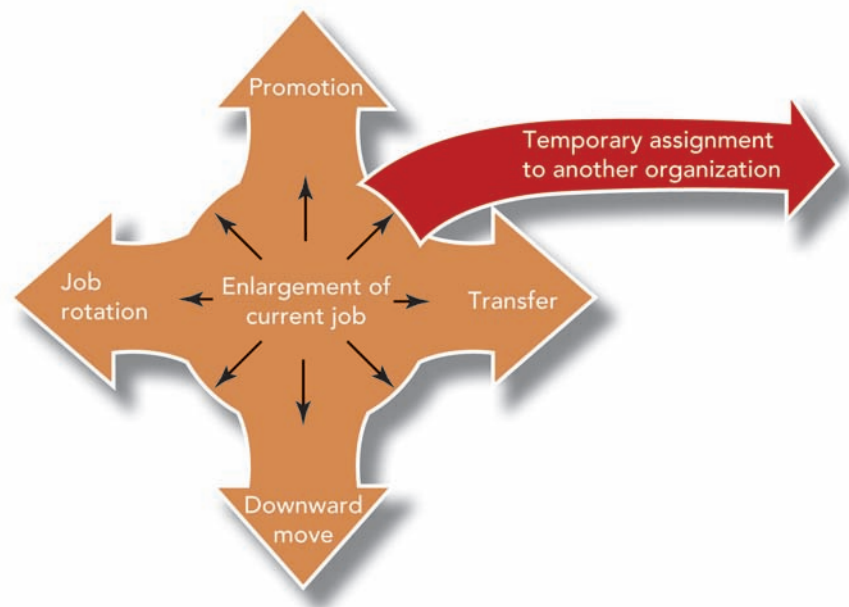 Promotion
Temporary assignment
to another organization
Job
rotation
Enlargement of
current job
Transfer
Downward
move